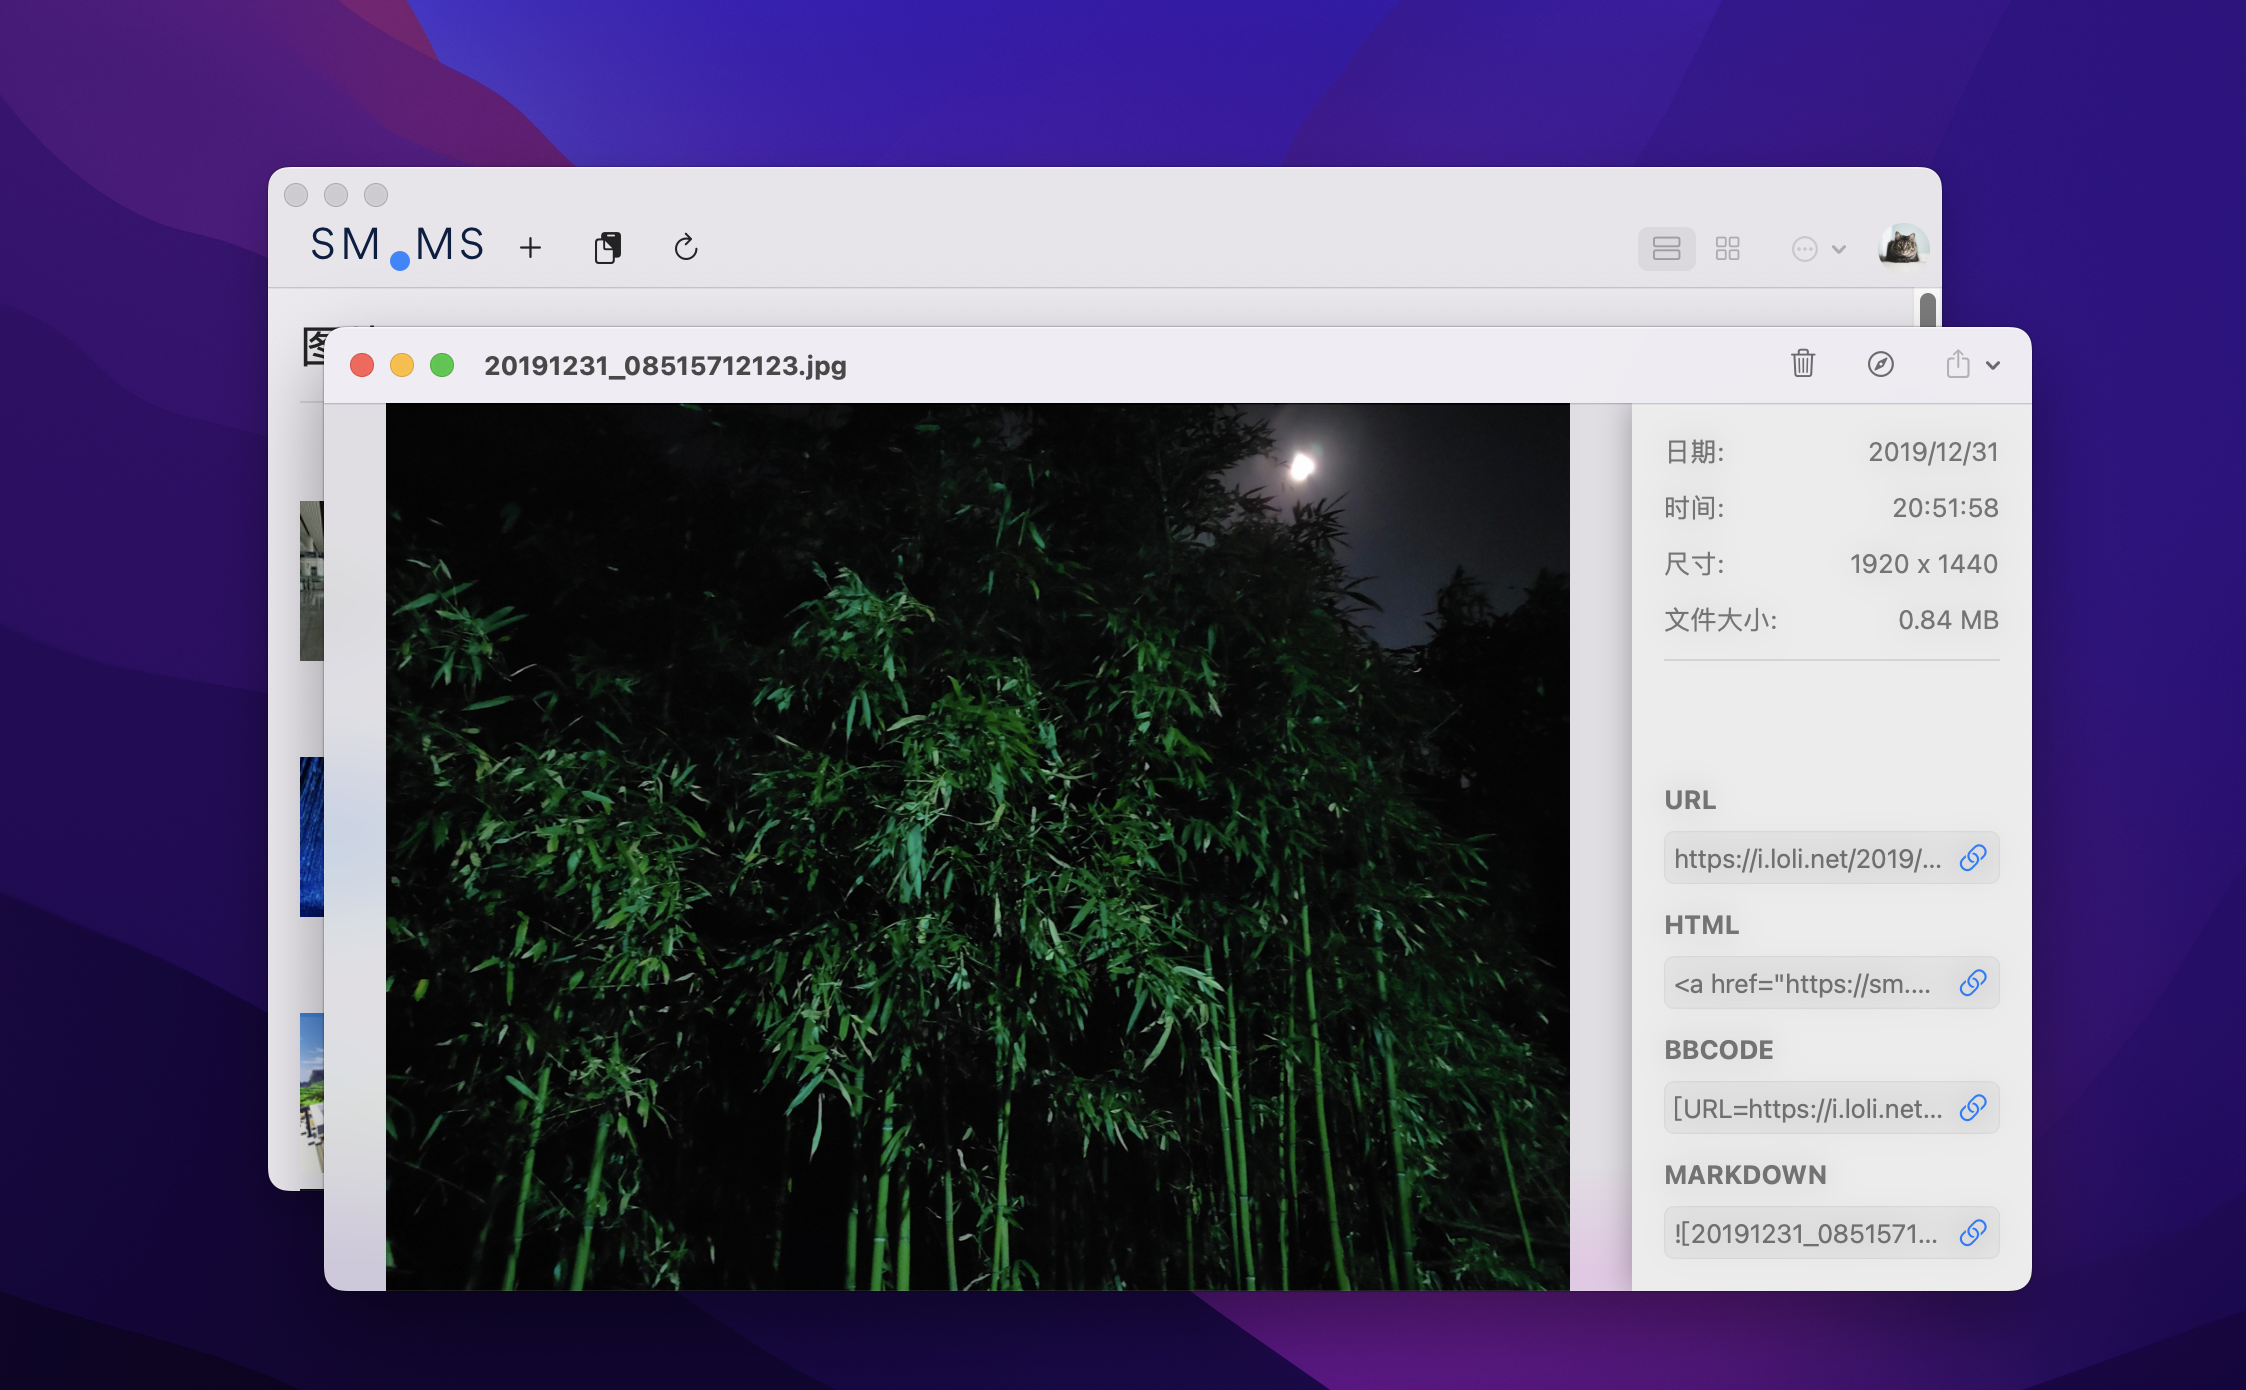 SM.MS
图
20191231_08515712123.jpg
日期: 2019/12/31
时间: 20:51:58
尺寸: 1920 x 1440
文件大小: 0.84 MB
URL
https://i.loli.net/2019/...
HTML
<a href="https://sm....
BBCODE
[URL=https://i.loli.net...
MARKDOWN
![20191231_0851571...